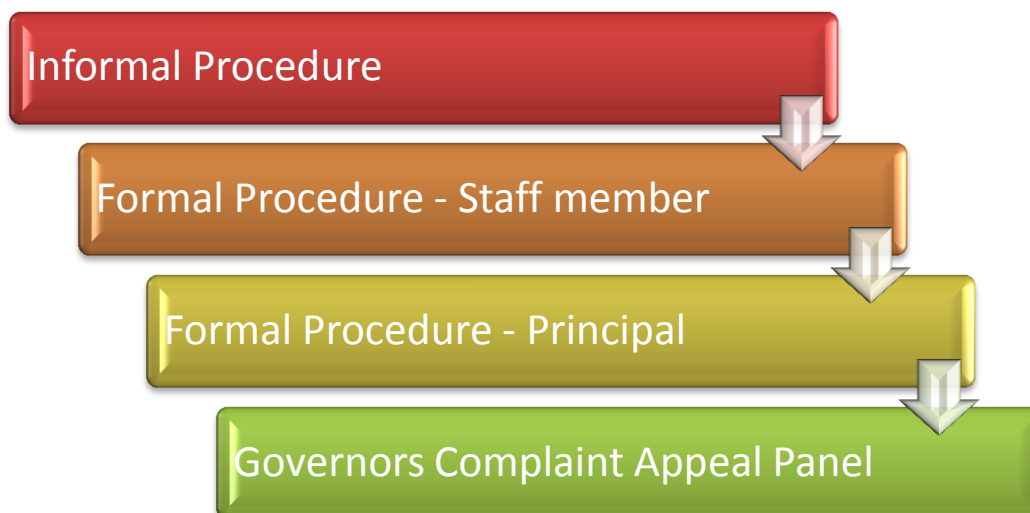 Informal Procedure
Formal Procedure - Staff member
Formal Procedure - Principal
Governors Complaint Appeal Panel